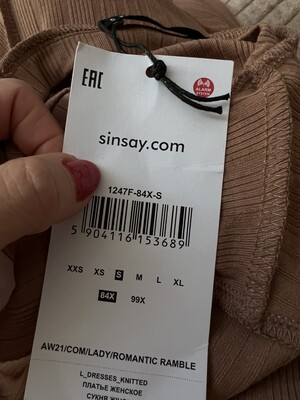 EAC
ALARM
SYSTEM
sinsay.com
1247F-84X-S
5 904116 153689
XXS XS S M L XL
84X 99X
AW21/COM/LADY/ROMANTIC RAMBLE
L_DRESSES_KNITTED
ПЛАТЬЕ ЖЕНСКОЕ
СУКНЯ